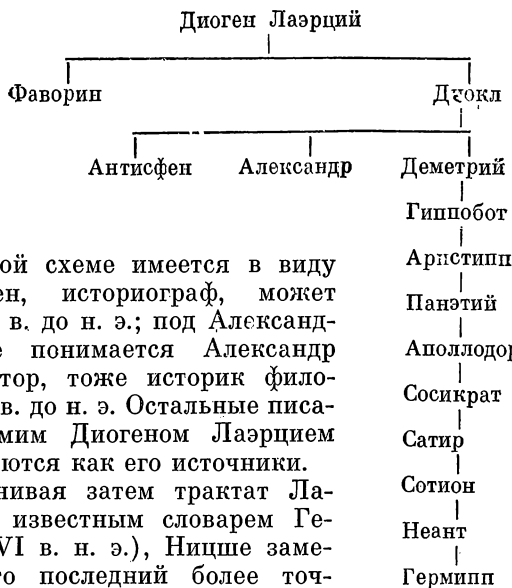 Диоген Лаэрций
Фаворин Диокл
Антисфен Александр Деметрий
Гиппобот
Аристипп
Панэтий
Аполлодор
Сосикрат
Сатир
Сотион
Неант
Гермипп
ой схеме имеется в виду
ен, историограф, может
в. до н. э.; под Александ-
е понимается Александр
тор, тоже историк фило-
в. до н. э. Остальные писа-
мим Диогеном Лаэрцием
ются как его источники.
нивая затем трактат Ла-
известным словарем Ге-
VI в. н. э.), Ницше заме-
о последний более точ-